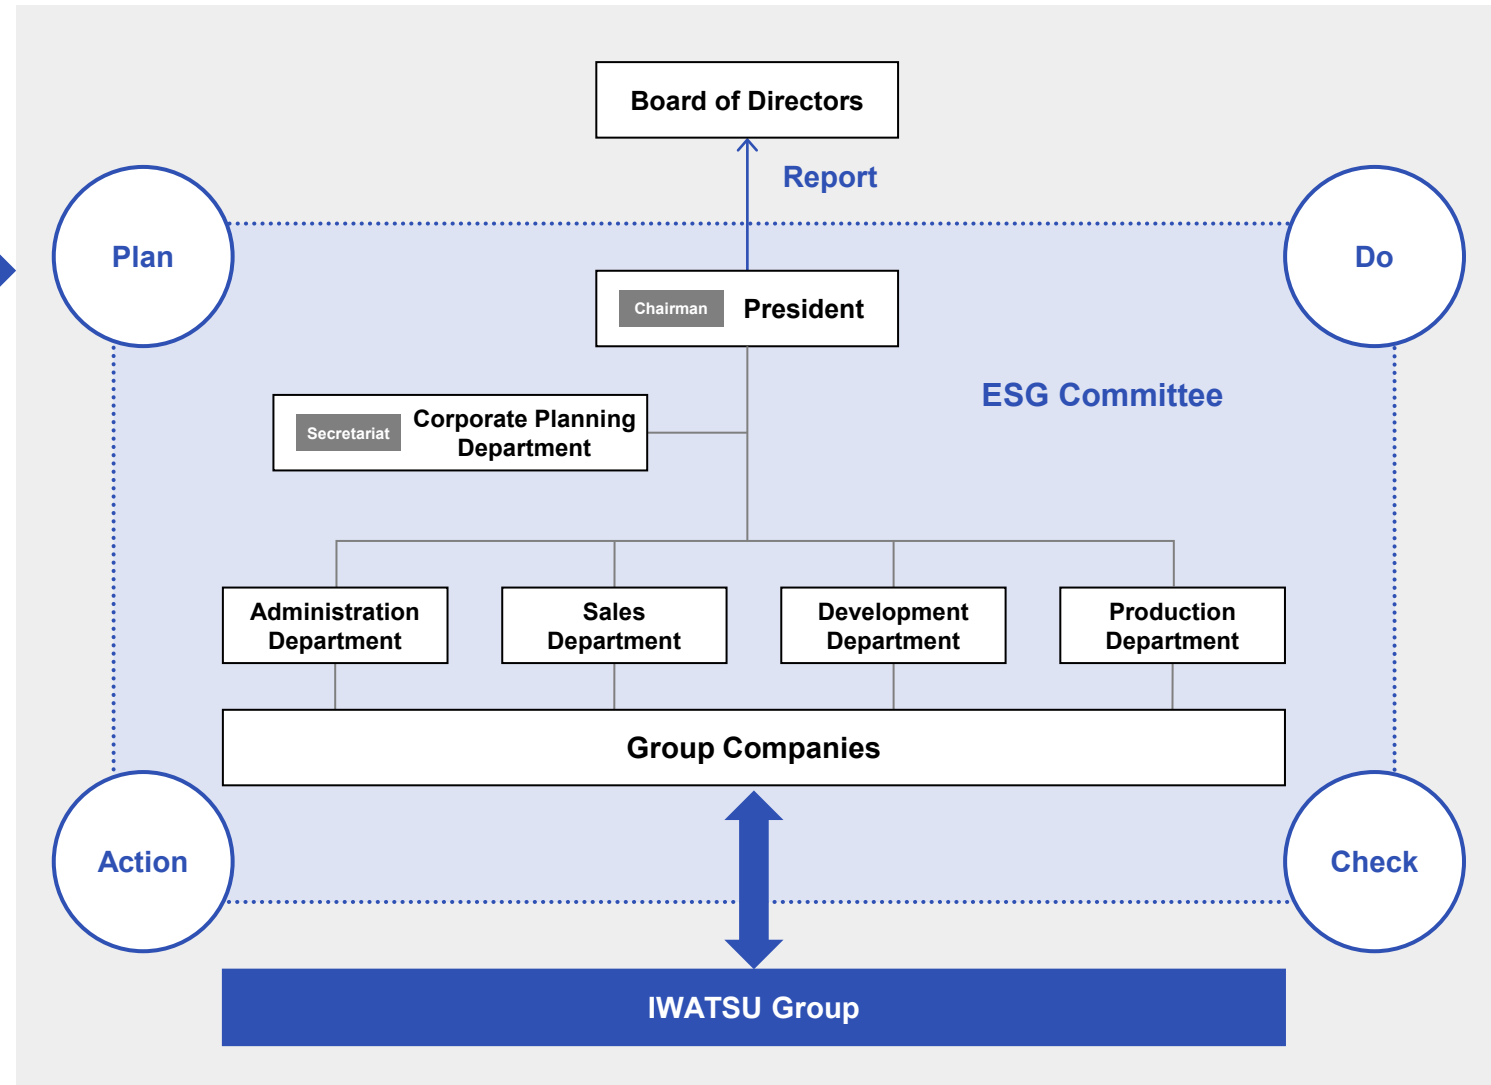 Board of Directors
Report
Plan
Do
Chairman President
ESG Committee
Secretariat
Corporate Planning
Department
Administration
Department
Sales
Department
Development
Department
Production
Department
Group Companies
Action
Check
IWATSU Group